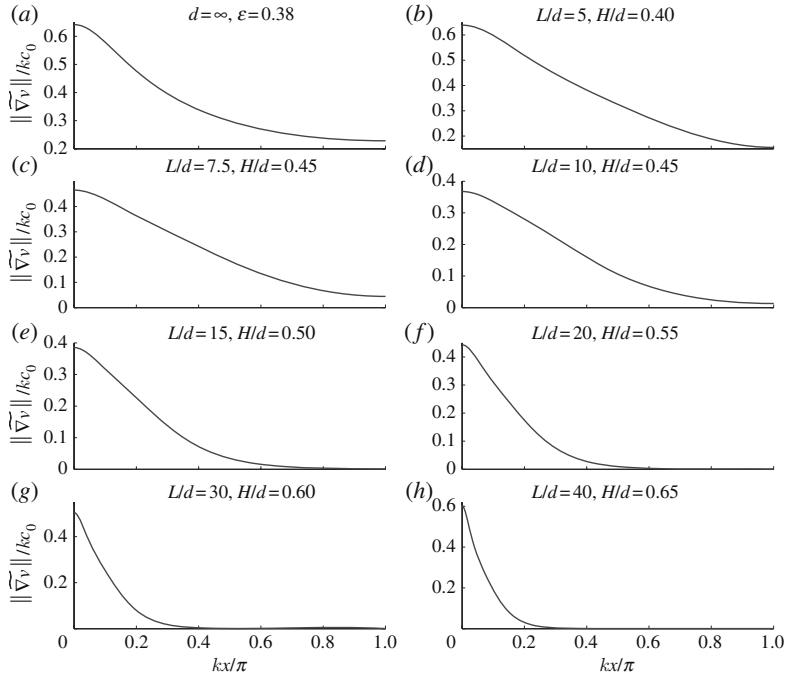 (a) d=∞, ε=0.38
0.6
0.5
0.4
0.3
0.2
||∇̃v||/kc₀
(b) L/d=5, H/d=0.40
0.6
0.5
0.4
0.3
0.2
(c) L/d=7.5, H/d=0.45
0.4
0.3
0.2
0.1
0
||∇̃v||/kc₀
(d) L/d=10, H/d=0.45
0.4
0.3
0.2
0.1
0
(e) L/d=15, H/d=0.50
0.4
0.3
0.2
0.1
0
||∇̃v||/kc₀
(f) L/d=20, H/d=0.55
0.4
0.3
0.2
0.1
0
(g) L/d=30, H/d=0.60
0.4
0.2
||∇̃v||/kc₀
0 0.2 0.4 0.6 0.8 1.0
kx/π
(h) L/d=40, H/d=0.65
0.6
0.4
0.2
0 0.2 0.4 0.6 0.8 1.0
kx/π